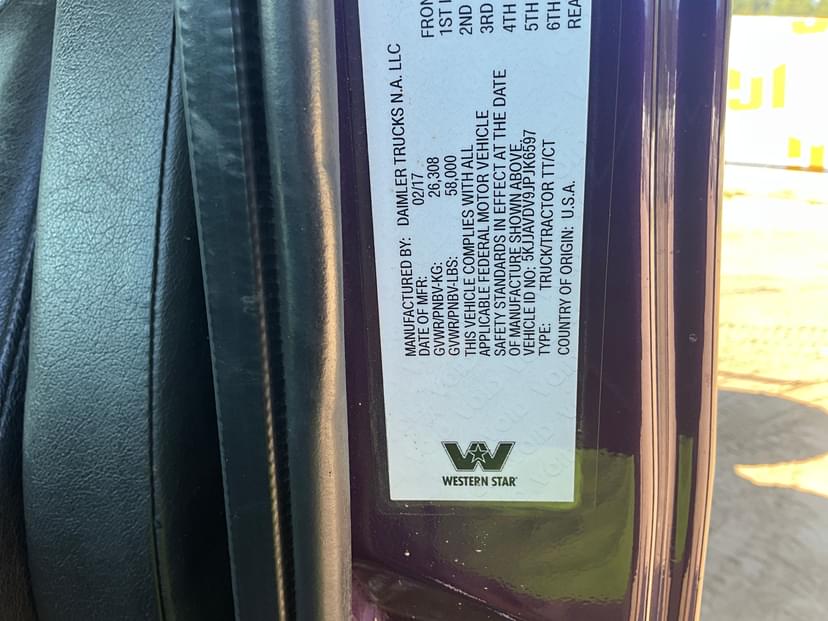 MANUFACTURED BY: DAIMLER TRUCKS N.A. LLC
DATE OF MFR: 02/17
GVWR/PNBV-KG: 26,308
GVWR/PNBV-LBS: 58,000
THIS VEHICLE COMPLIES WITH ALL
APPLICABLE FEDERAL MOTOR VEHICLE
SAFETY STANDARDS IN EFFECT AT THE DATE
OF MANUFACTURE SHOWN ABOVE.
VEHICLE ID NO: 5KJJAVDV9JPJK6597
TYPE: TRUCK/TRACTOR TT/CT
COUNTRY OF ORIGIN: U.S.A.
1ST
2ND
3RD
4TH
5TH
6TH
WESTERN STAR